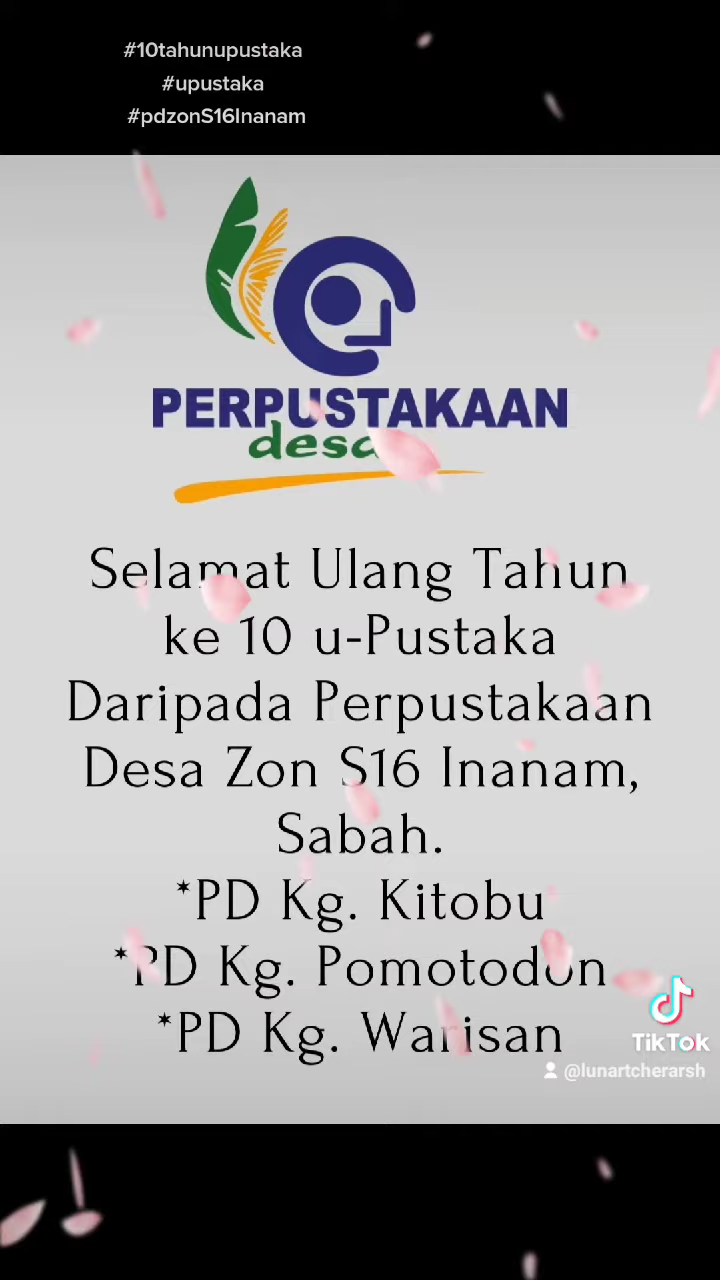 #10tahunupustaka
#upustaka
#pdzonS16Inanam
PERPUSTAKAAN
desa
Selamat Ulang Tahun
ke 10 u-Pustaka
Daripada Perpustakaan
Desa Zon S16 Inanam,
Sabah.
*PD Kg. Kitobu
*PD Kg. Pomotodon
*PD Kg. Warisan
TikTok
@lunartcherarsh